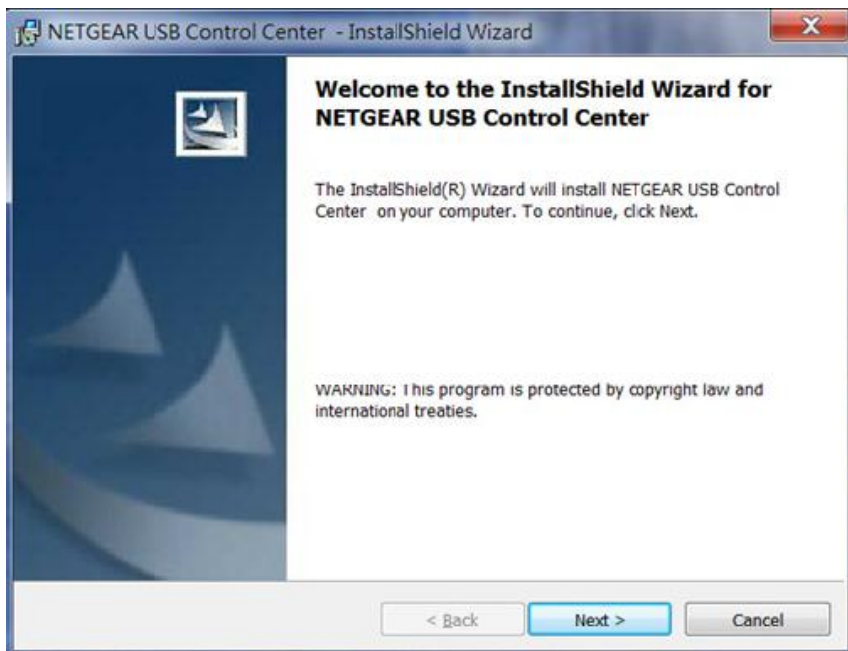 NETGEAR USB Control Center - InstallShield Wizard
Welcome to the InstallShield Wizard for
NETGEAR USB Control Center
The InstallShield(R) Wizard will install NETGEAR USB Control
Center on your computer. To continue, click Next.
WARNING: This program is protected by copyright law and
international treaties.
< Back
Next >
Cancel